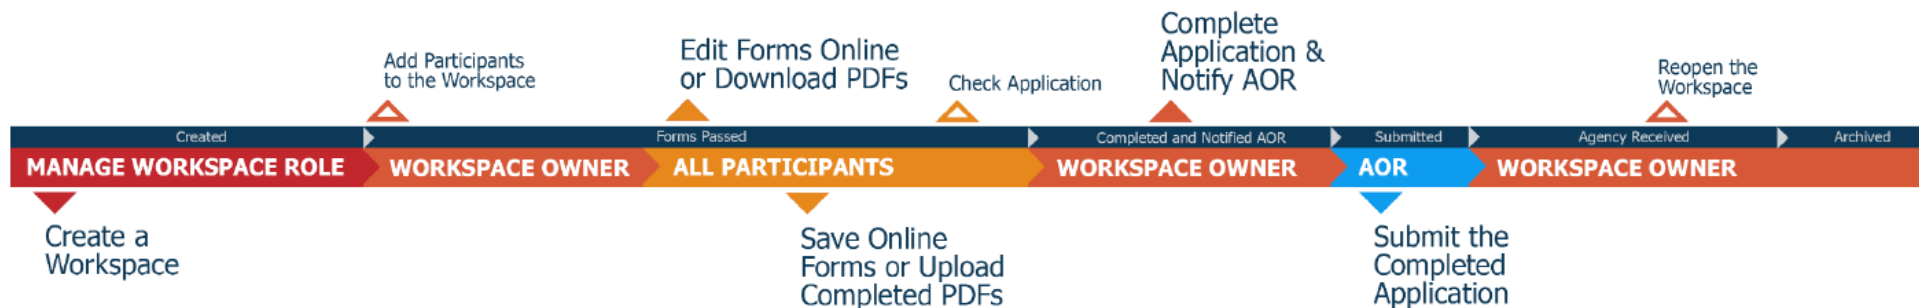 Complete
Application &
Notify AOR
Edit Forms Online
or Download PDFs
Add Participants
to the Workspace
Check Application
Reopen the
Workspace
Created
Forms Passed
Completed and Notified AOR
Submitted
Agency Received
Archived
MANAGE WORKSPACE ROLE
WORKSPACE OWNER
ALL PARTICIPANTS
WORKSPACE OWNER
AOR
WORKSPACE OWNER
Create a
Workspace
Save Online
Forms or Upload
Completed PDFs
Submit the
Completed
Application